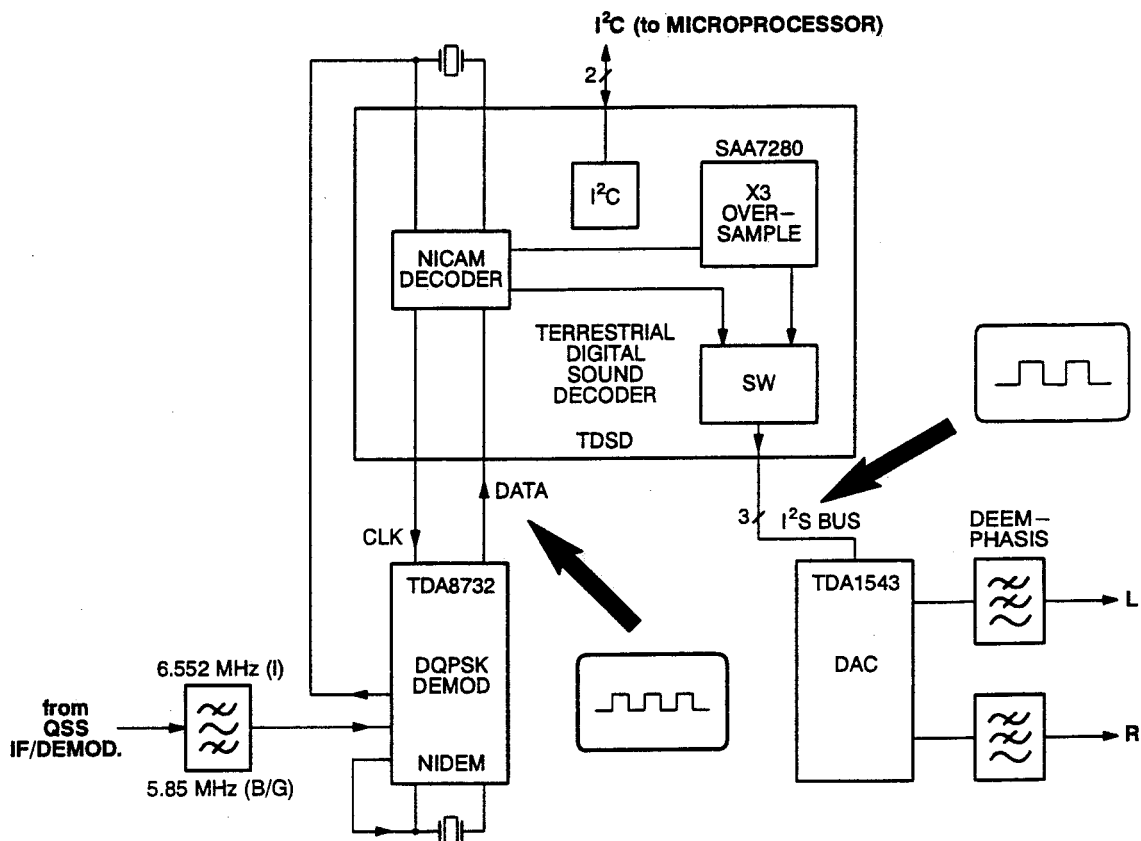 I²C (to MICROPROCESSOR)
2
SAA7280
I²C
X3
OVER–
SAMPLE
NICAM
DECODER
TERRESTRIAL
DIGITAL
SOUND
DECODER
SW
TDSD
DATA
3
I²S BUS
CLK
DEEM–
PHASIS
TDA8732
TDA1543
L
DQPSK
DEMOD
DAC
6.552 MHz (I)
from
QSS
IF/DEMOD.
R
NIDEM
5.85 MHz (B/G)